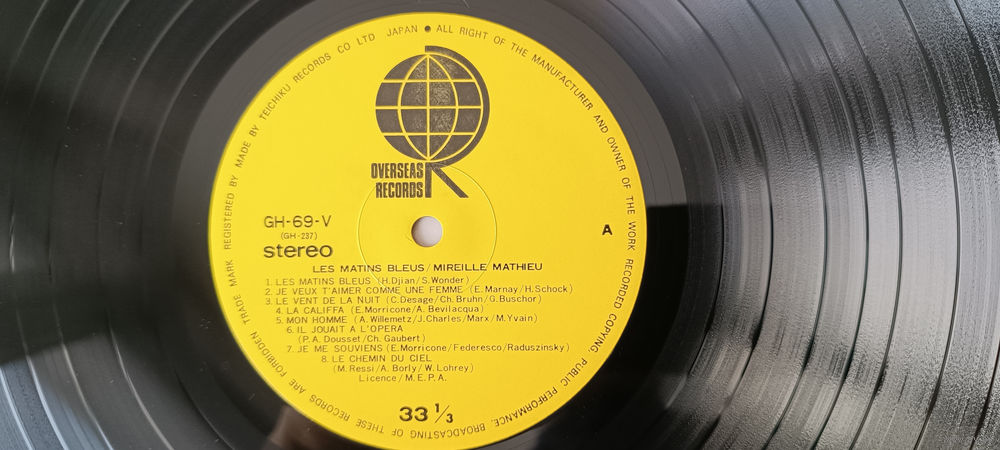 TRADE MARK REGISTERED BY MADE BY TEICHIKU RECORDS CO LTD JAPAN • ALL RIGHT OF THE MANUFACTURER AND OWNER OF THE WORK RECORDED COPYING, PUBLIC PERFORMANCE, BROADCASTING OF THESE RECORDS ARE FORBIDDEN
OVERSEAS
RECORDS
GH-69-V
(GH-237)
stereo
A
LES MATINS BLEUS/MIREILLE MATHIEU
1. LES MATINS BLEUS (H.Djian/S.Wonder)
2. JE VEUX T'AIMER COMME UNE FEMME (E.Marnay/H.Schock)
3. LE VENT DE LA NUIT (C.Desage/Ch.Bruhn/G.Buschor)
4. LA CALIFFA (E.Morricone/A.Bevilacqua)
5. MON HOMME (A.Willemetz/J.Charles/Marx/M.Yvain)
6. IL JOUAIT A L'OPERA
(P.A.Dousset/Ch.Gaubert)
7. JE ME SOUVIENS (E.Morricone/Federesco/Raduszinsky)
8. LE CHEMIN DU CIEL
(M.Ressi/A.Borly/W.Lohrey)
Licence/M.E.P.A.
33 1/3